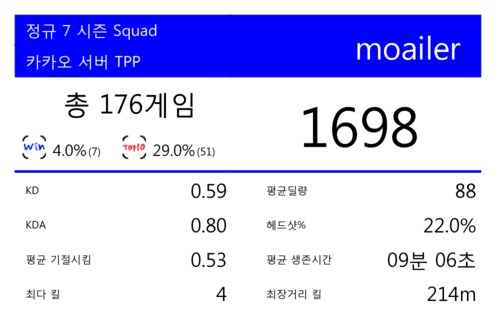 정규 7 시즌 Squad
카카오 서버 TPP
moailer
총 176게임
1698
Win 4.0%(7) Top10 29.0%(51)
KD 0.59 평균딜량 88
KDA 0.80 헤드샷% 22.0%
평균 기절시킴 0.53 평균 생존시간 09분 06초
최다 킬 4 최장거리 킬 214m